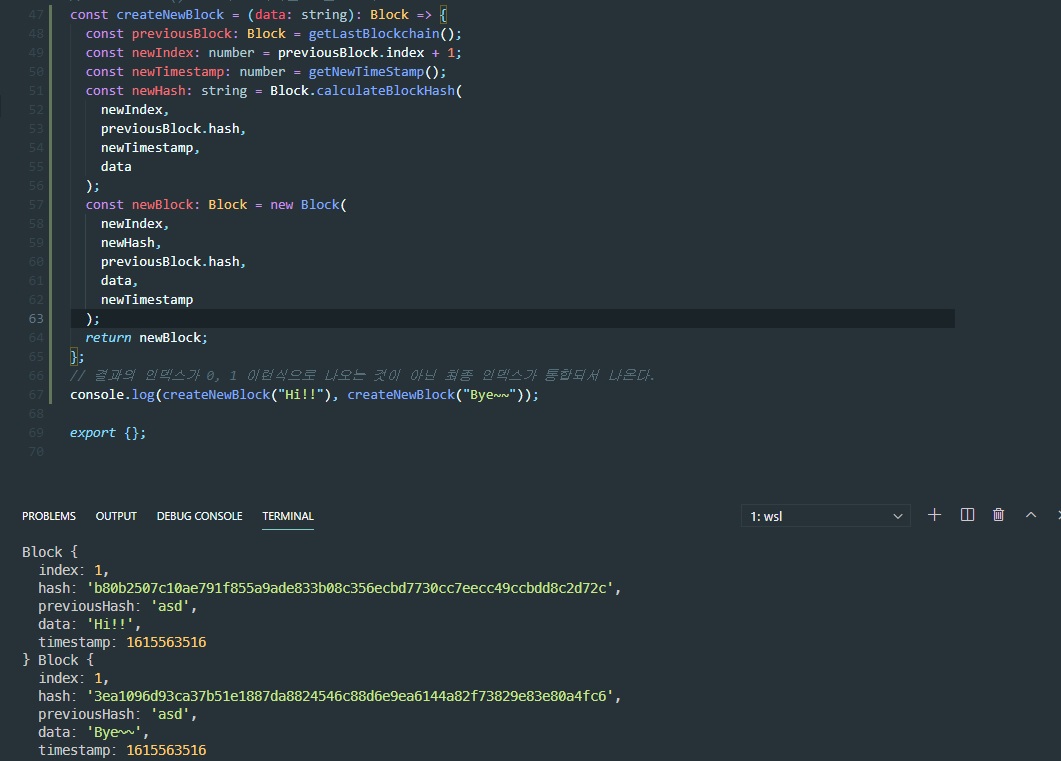 47 const createNewBlock = (data: string): Block => {
48 const previousBlock: Block = getLastBlockchain();
49 const newIndex: number = previousBlock.index + 1;
50 const newTimestamp: number = getNewTimeStamp();
51 const newHash: string = Block.calculateBlockHash(
52 newIndex,
53 previousBlock.hash,
54 newTimestamp,
55 data
56 );
57 const newBlock: Block = new Block(
58 newIndex,
59 newHash,
60 previousBlock.hash,
61 data,
62 newTimestamp
63 );
64 return newBlock;
65 };
66 // 결과의 인덱스가 0, 1 이런식으로 나오는 것이 아닌 최종 인덱스가 통합되서 나온다.
67 console.log(createNewBlock("Hi!!"), createNewBlock("Bye~~"));
68
69 export {};
70
PROBLEMS OUTPUT DEBUG CONSOLE TERMINAL 1: wsl
Block {
index: 1,
hash: 'b80b2507c10ae791f855a9ade833b08c356ecbd7730cc7eecc49ccbdd8c2d72c',
previousHash: 'asd',
data: 'Hi!!',
timestamp: 1615563516
} Block {
index: 1,
hash: '3ea1096d93ca37b51e1887da8824546c88d6e9ea6144a82f73829e83e80a4fc6',
previousHash: 'asd',
data: 'Bye~~',
timestamp: 1615563516